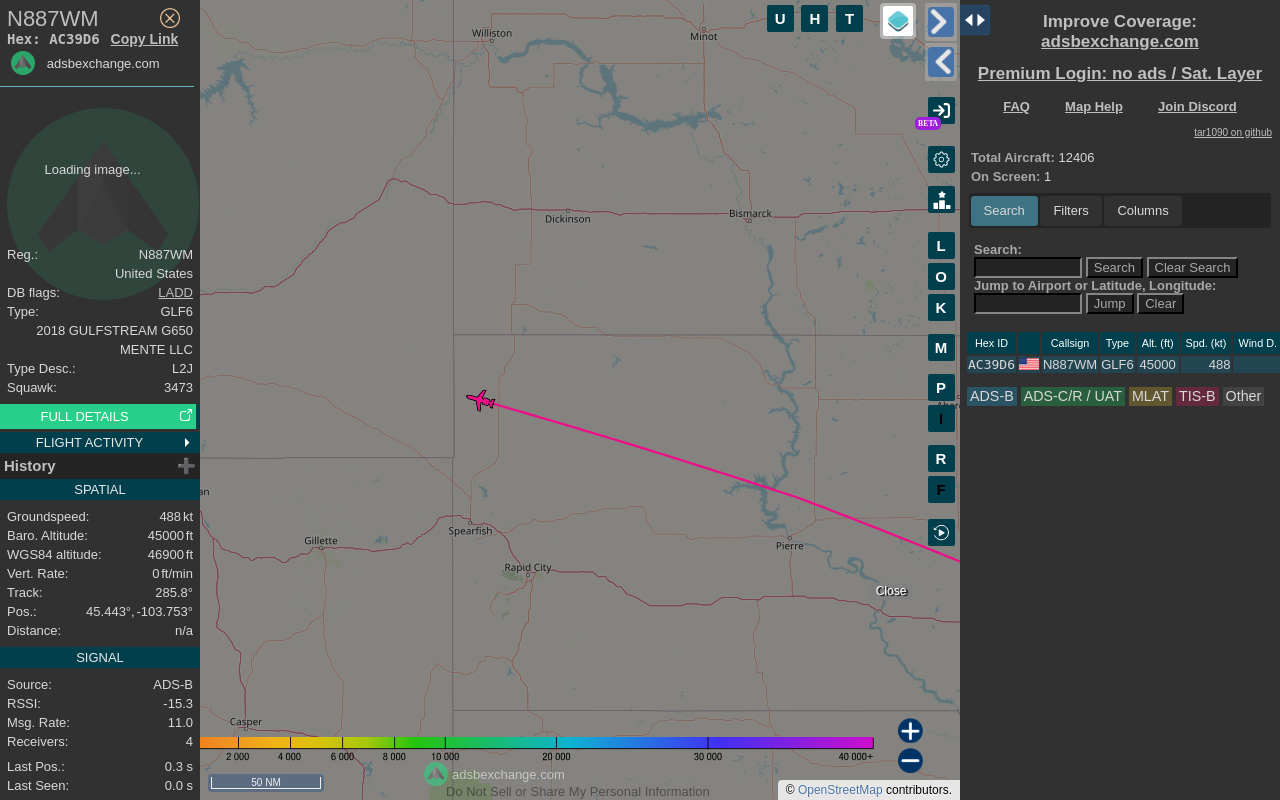 N887WM
Hex: AC39D6 Copy Link
adsbexchange.com
Loading image...
Reg.: N887WM
United States
DB flags: LADD
Type: GLF6
2018 GULFSTREAM G650
MENTE LLC
Type Desc.: L2J
Squawk: 3473
FULL DETAILS
FLIGHT ACTIVITY
History
SPATIAL
Groundspeed: 488 kt
Baro. Altitude: 45000 ft
WGS84 altitude: 46900 ft
Vert. Rate: 0 ft/min
Track: 285.8°
Pos.: 45.443°, -103.753°
Distance: n/a
SIGNAL
Source: ADS-B
RSSI: -15.3
Msg. Rate: 11.0
Receivers: 4
Last Pos.: 0.3 s
Last Seen: 0.0 s
Williston
Minot
Dickinson
Bismarck
Spearfish
Gillette
Rapid City
Pierre
Casper
Close
U H T
BETA
L
O
K
M
P
I
R
F
2 000 4 000 6 000 8 000 10 000 20 000 30 000 40 000+
50 NM
adsbexchange.com
Do Not Sell or Share My Personal Information
© OpenStreetMap contributors.
Improve Coverage:
adsbexchange.com
Premium Login: no ads / Sat. Layer
FAQ Map Help Join Discord
tar1090 on github
Total Aircraft: 12406
On Screen: 1
Search Filters Columns
Search:
Search Clear Search
Jump to Airport or Latitude, Longitude:
Jump Clear
Hex ID Callsign Type Alt. (ft) Spd. (kt) Wind D.
AC39D6 N887WM GLF6 45000 488
ADS-B ADS-C/R / UAT MLAT TIS-B Other